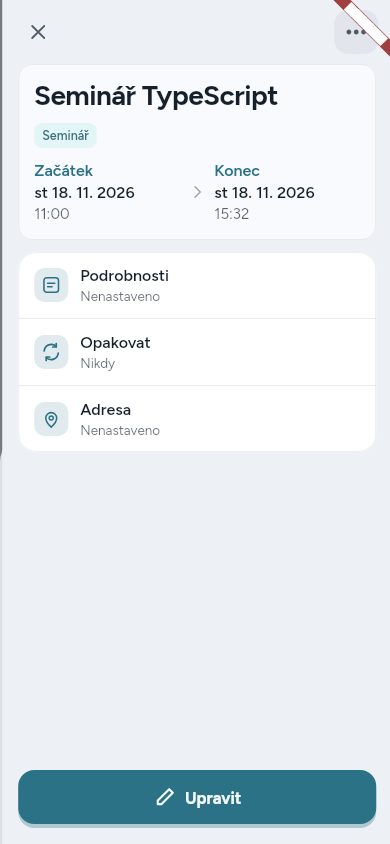 Seminář TypeScript
Seminář
Začátek
st 18. 11. 2026
11:00
Konec
st 18. 11. 2026
15:32
Podrobnosti
Nenastaveno
Opakovat
Nikdy
Adresa
Nenastaveno
Upravit